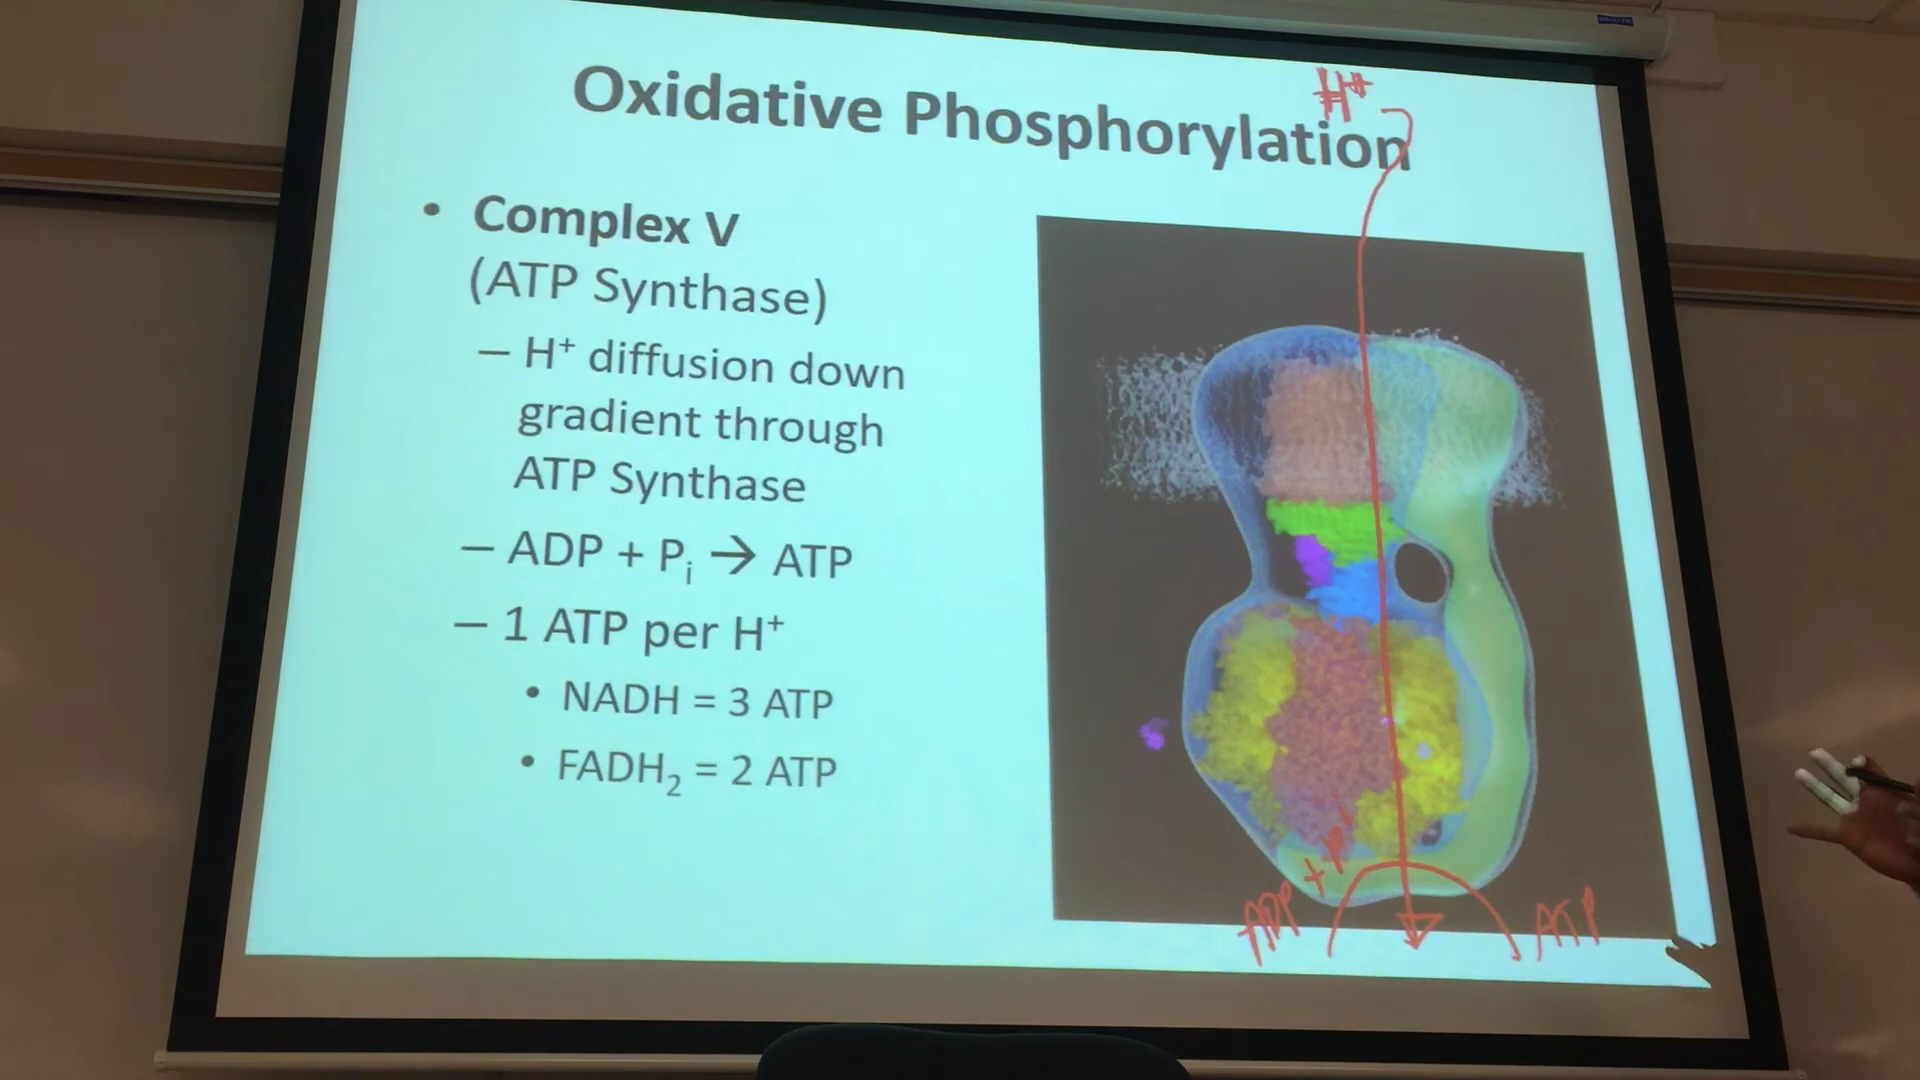 Oxidative Phosphorylation
H⁺
• Complex V
(ATP Synthase)
– H⁺ diffusion down
gradient through
ATP Synthase
– ADP + Pᵢ → ATP
– 1 ATP per H⁺
• NADH = 3 ATP
• FADH₂ = 2 ATP
ADP + Pi
ATP